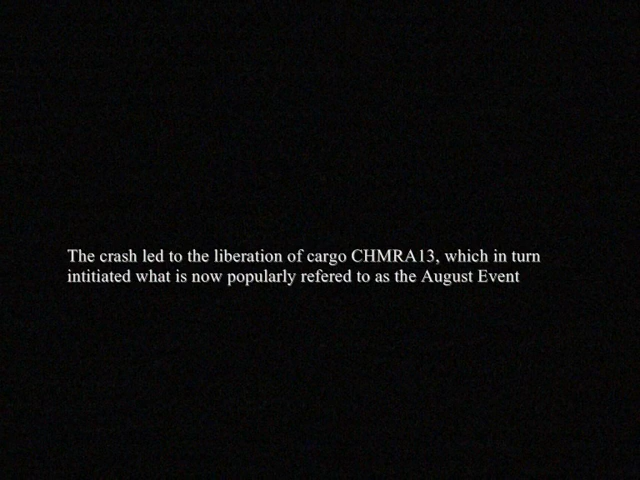 The crash led to the liberation of cargo CHMRA13, which in turn
intitiated what is now popularly refered to as the August Event